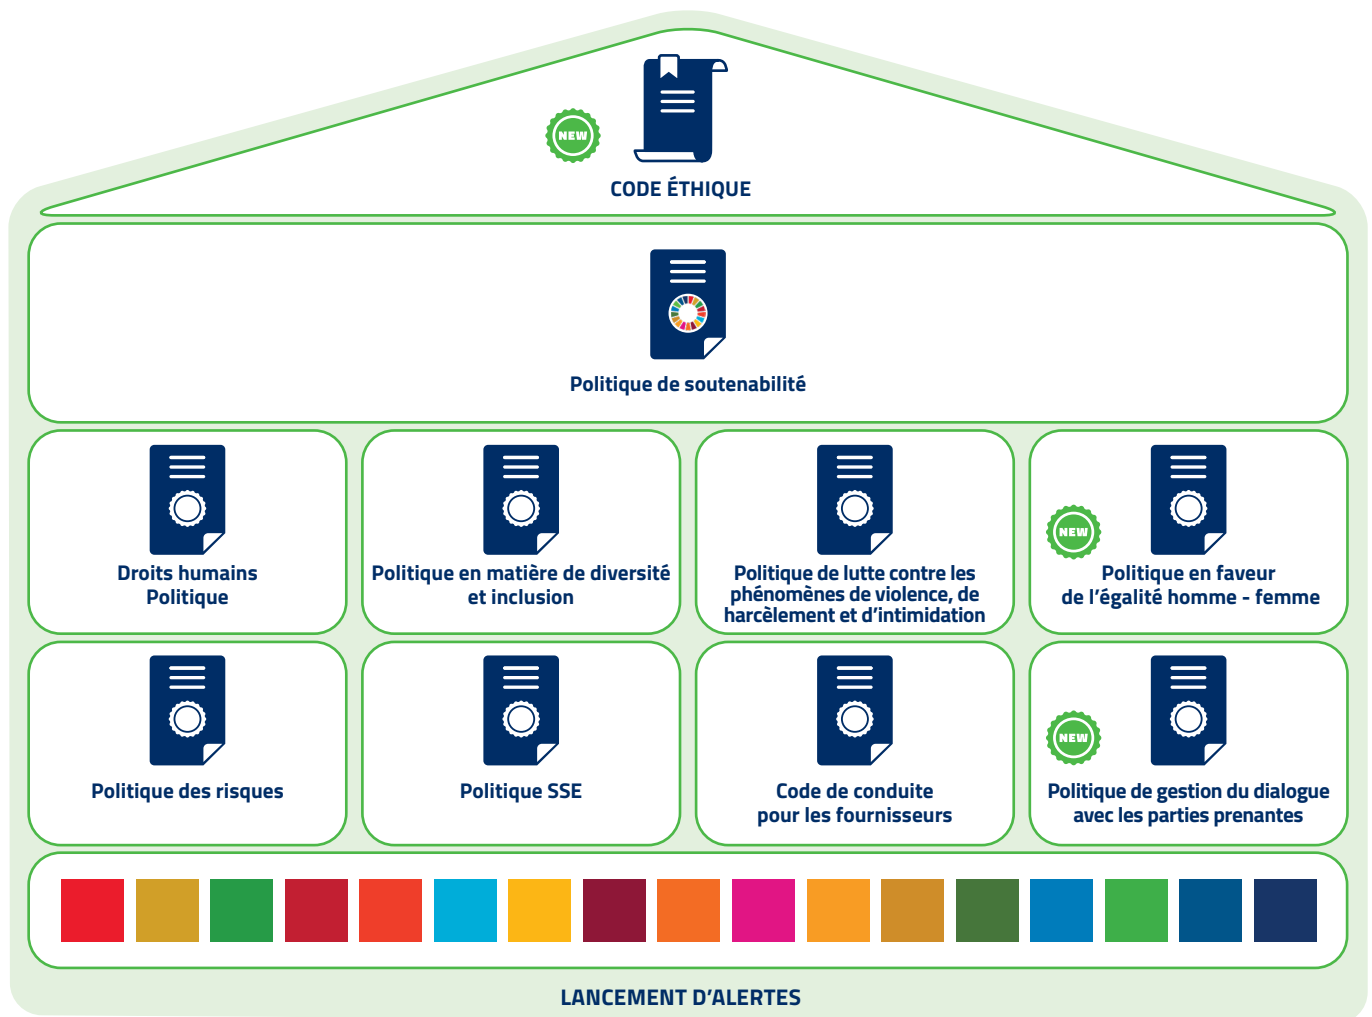 NEW
CODE ÉTHIQUE
Politique de soutenabilité
Droits humains
Politique
Politique en matière de diversité
et inclusion
Politique de lutte contre les
phénomènes de violence, de
harcèlement et d’intimidation
NEW
Politique en faveur
de l’égalité homme - femme
Politique des risques
Politique SSE
Code de conduite
pour les fournisseurs
NEW
Politique de gestion du dialogue
avec les parties prenantes
LANCEMENT D’ALERTES